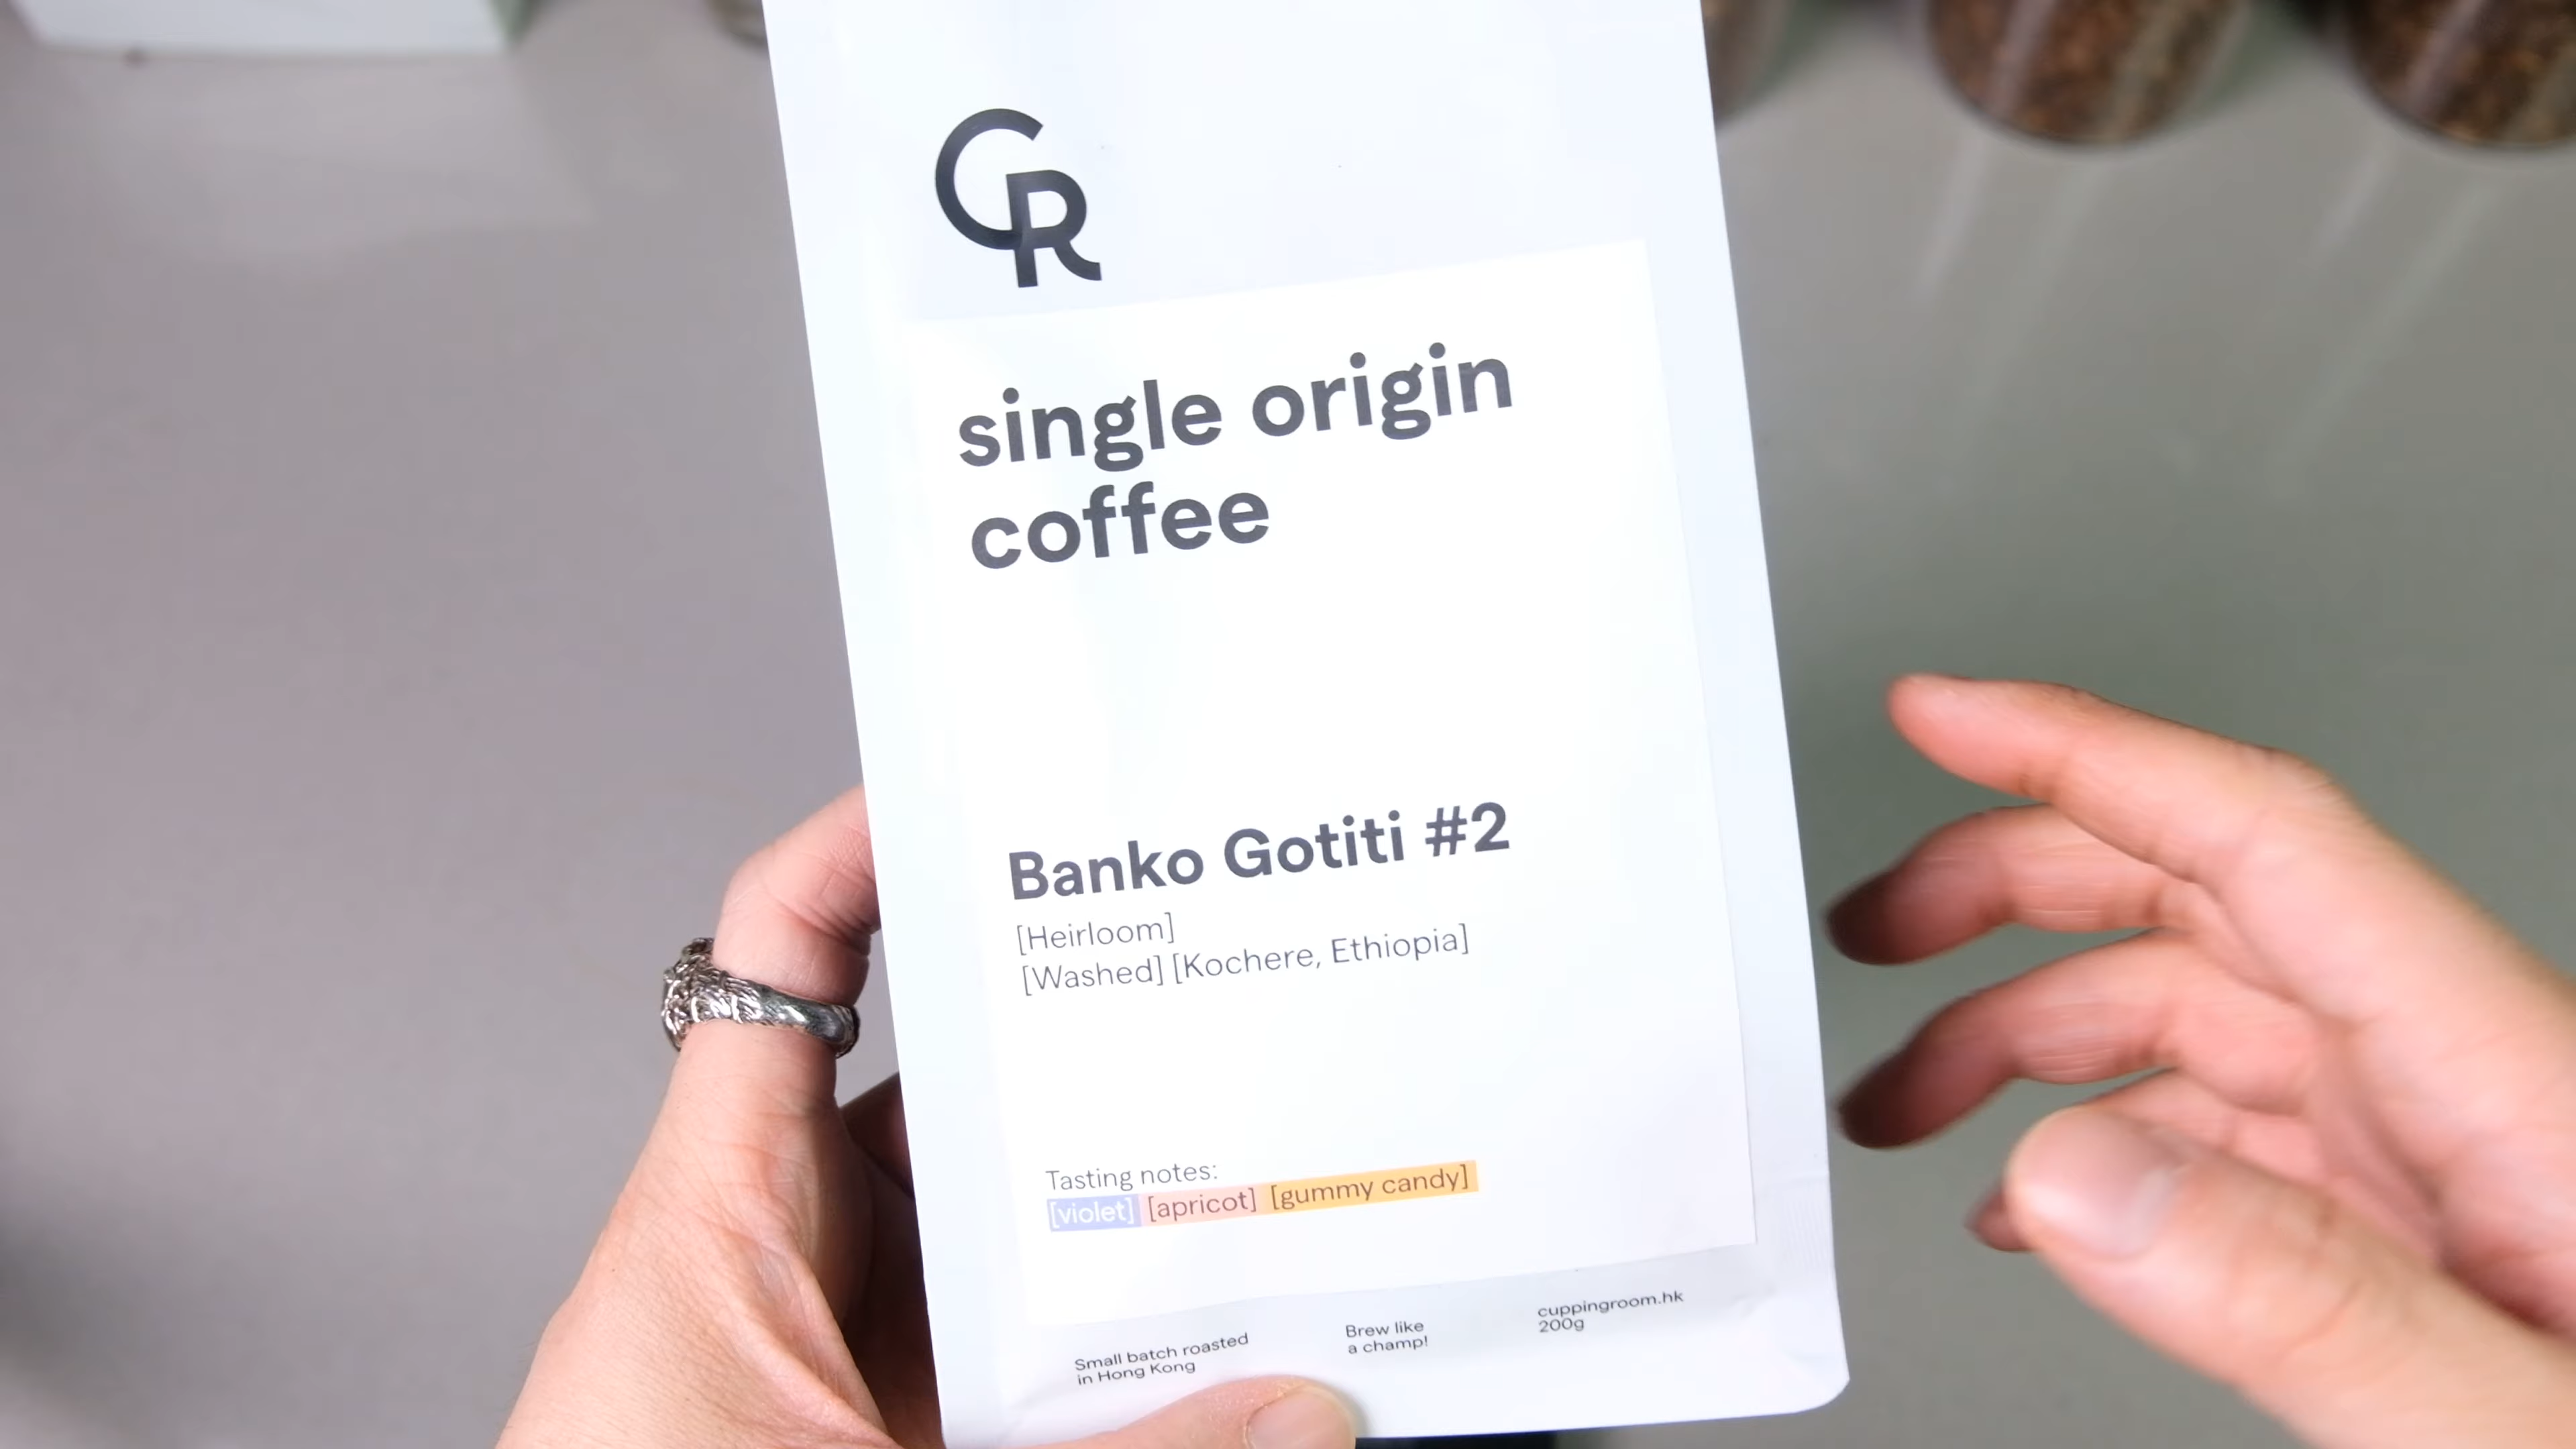 CR
single origin
coffee
Banko Gotiti #2
[Heirloom]
[Washed] [Kochere, Ethiopia]
Tasting notes:
[violet] [apricot] [gummy candy]
Small batch roasted
in Hong Kong
Brew like
a champ!
cuppingroom.hk
200g